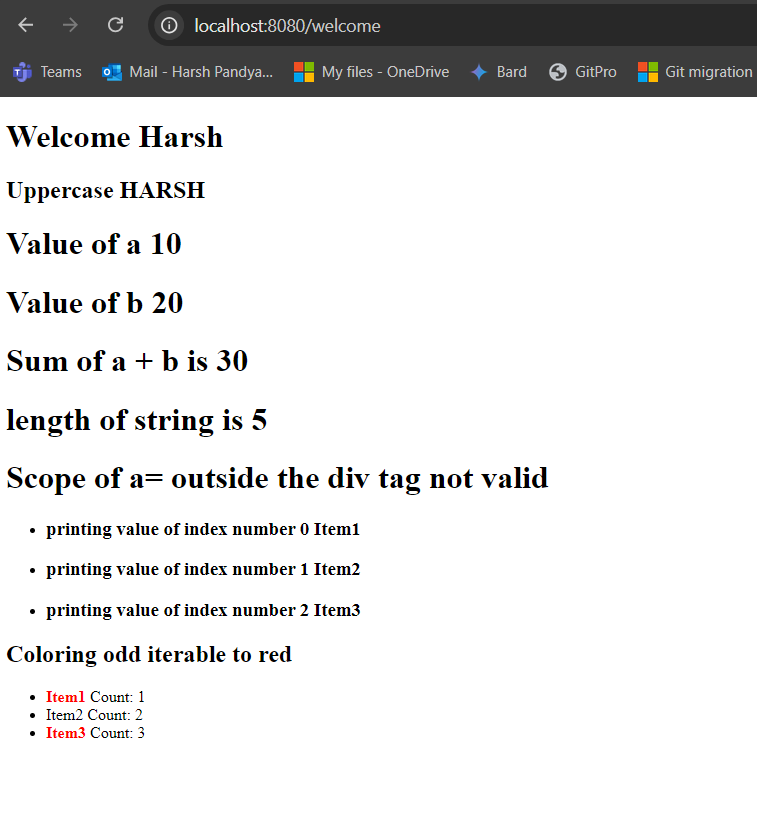 localhost:8080/welcome
Teams Mail - Harsh Pandya... My files - OneDrive Bard GitPro Git migration
Welcome Harsh
Uppercase HARSH
Value of a 10
Value of b 20
Sum of a + b is 30
length of string is 5
Scope of a= outside the div tag not valid
• printing value of index number 0 Item1
• printing value of index number 1 Item2
• printing value of index number 2 Item3
Coloring odd iterable to red
• Item1 Count: 1
• Item2 Count: 2
• Item3 Count: 3